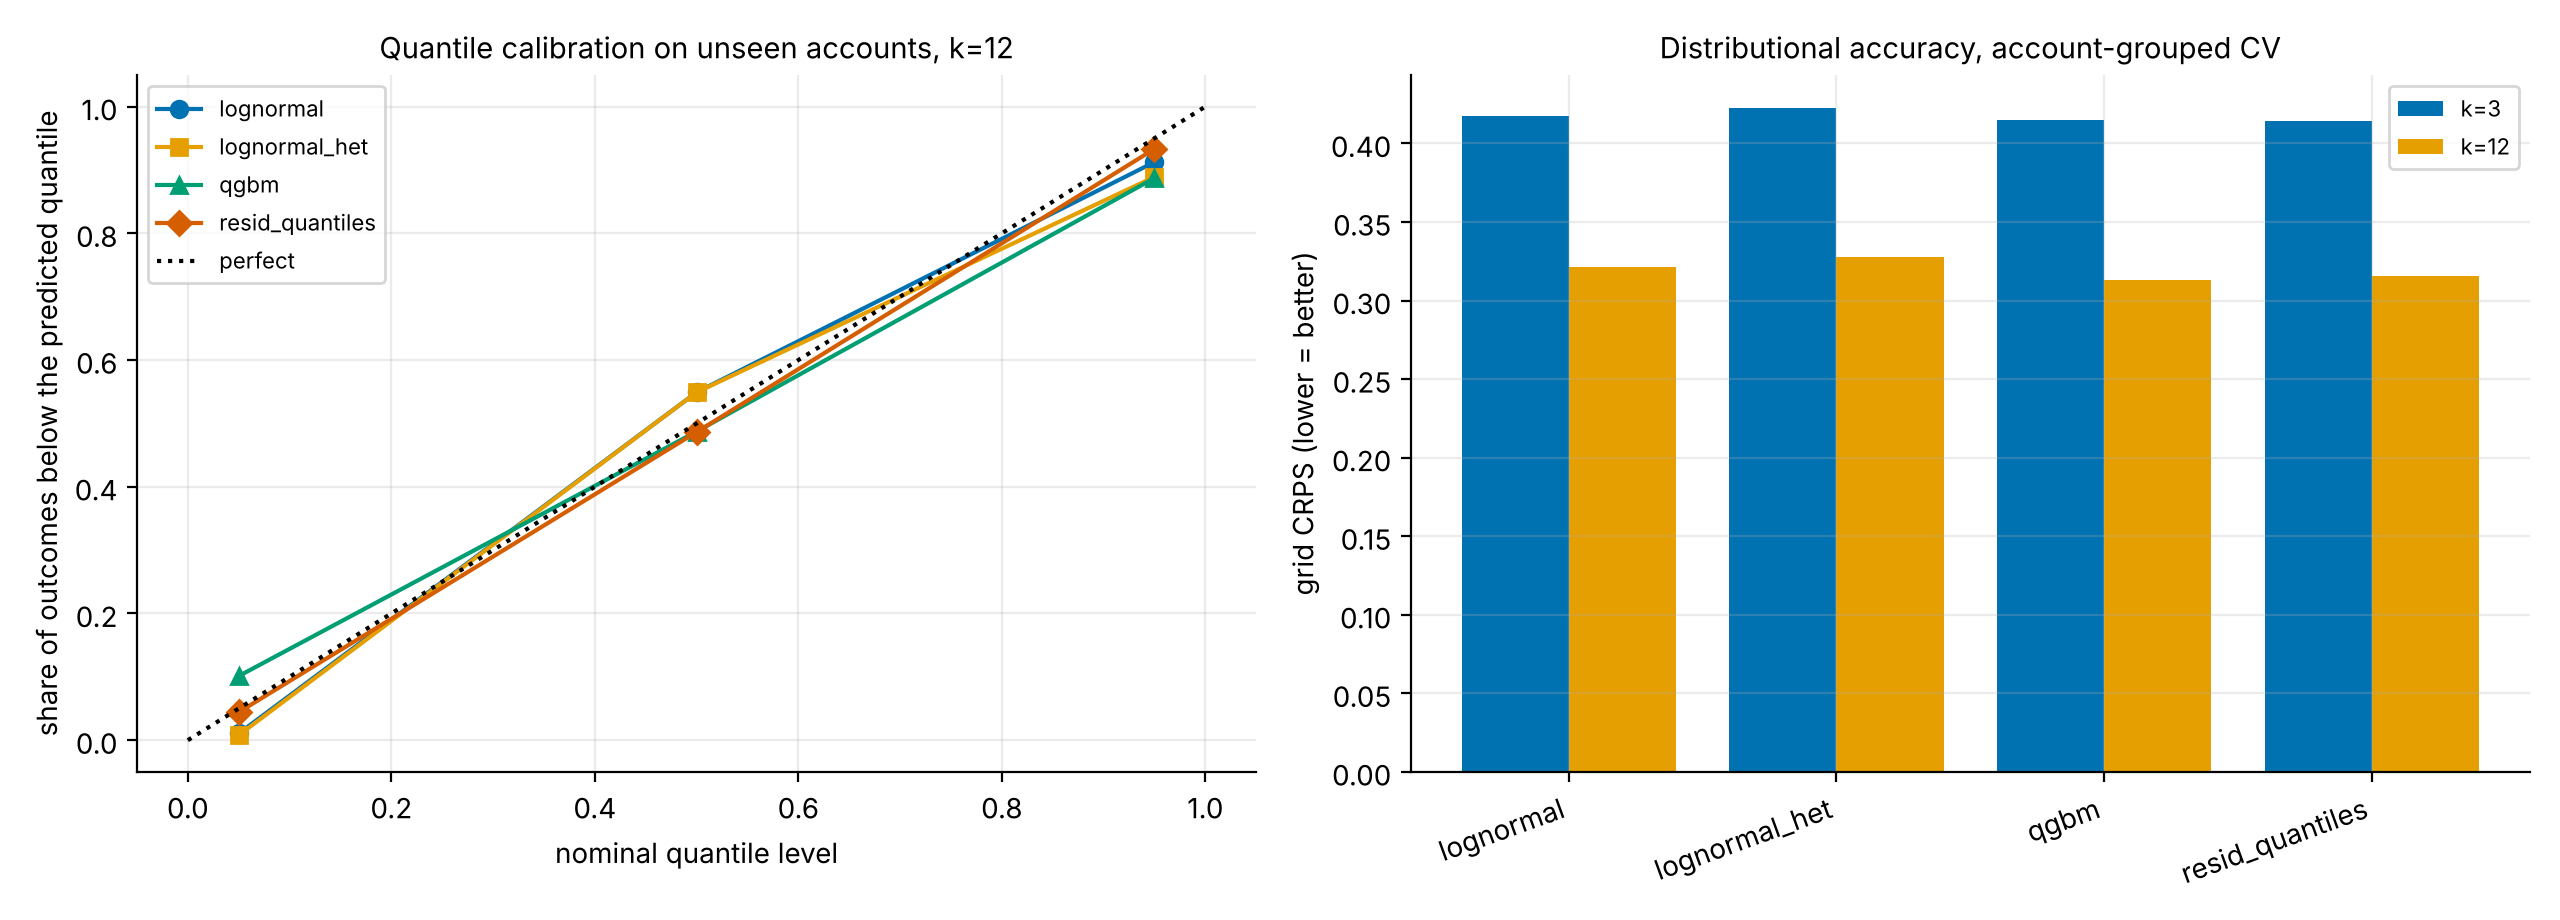 Quantile calibration on unseen accounts, k=12
share of outcomes below the predicted quantile
1.0
0.8
0.6
0.4
0.2
0.0
lognormal
lognormal_het
qgbm
resid_quantiles
perfect
0.0 0.2 0.4 0.6 0.8 1.0
nominal quantile level
Distributional accuracy, account-grouped CV
grid CRPS (lower = better)
0.40
0.35
0.30
0.25
0.20
0.15
0.10
0.05
0.00
k=3
k=12
lognormal
lognormal_het
qgbm
resid_quantiles